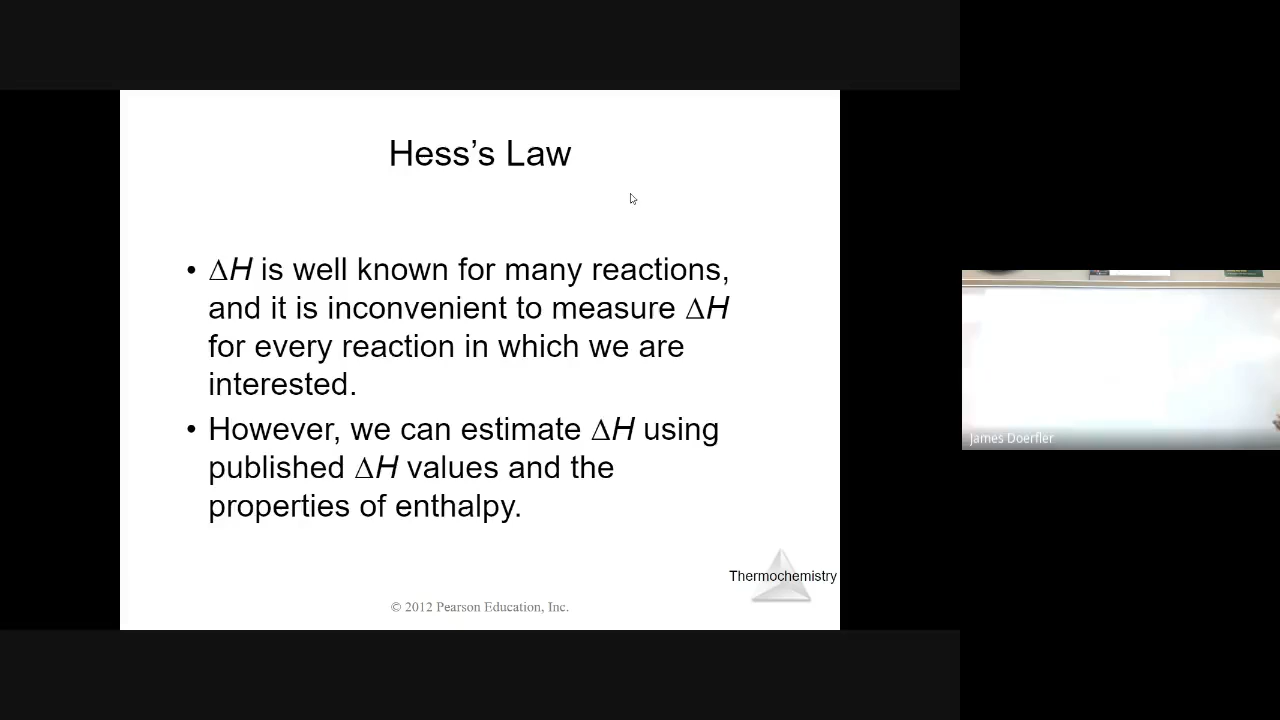 Hess’s Law
• ΔH is well known for many reactions,
and it is inconvenient to measure ΔH
for every reaction in which we are
interested.
• However, we can estimate ΔH using
published ΔH values and the
properties of enthalpy.
Thermochemistry
© 2012 Pearson Education, Inc.
James Doerfler